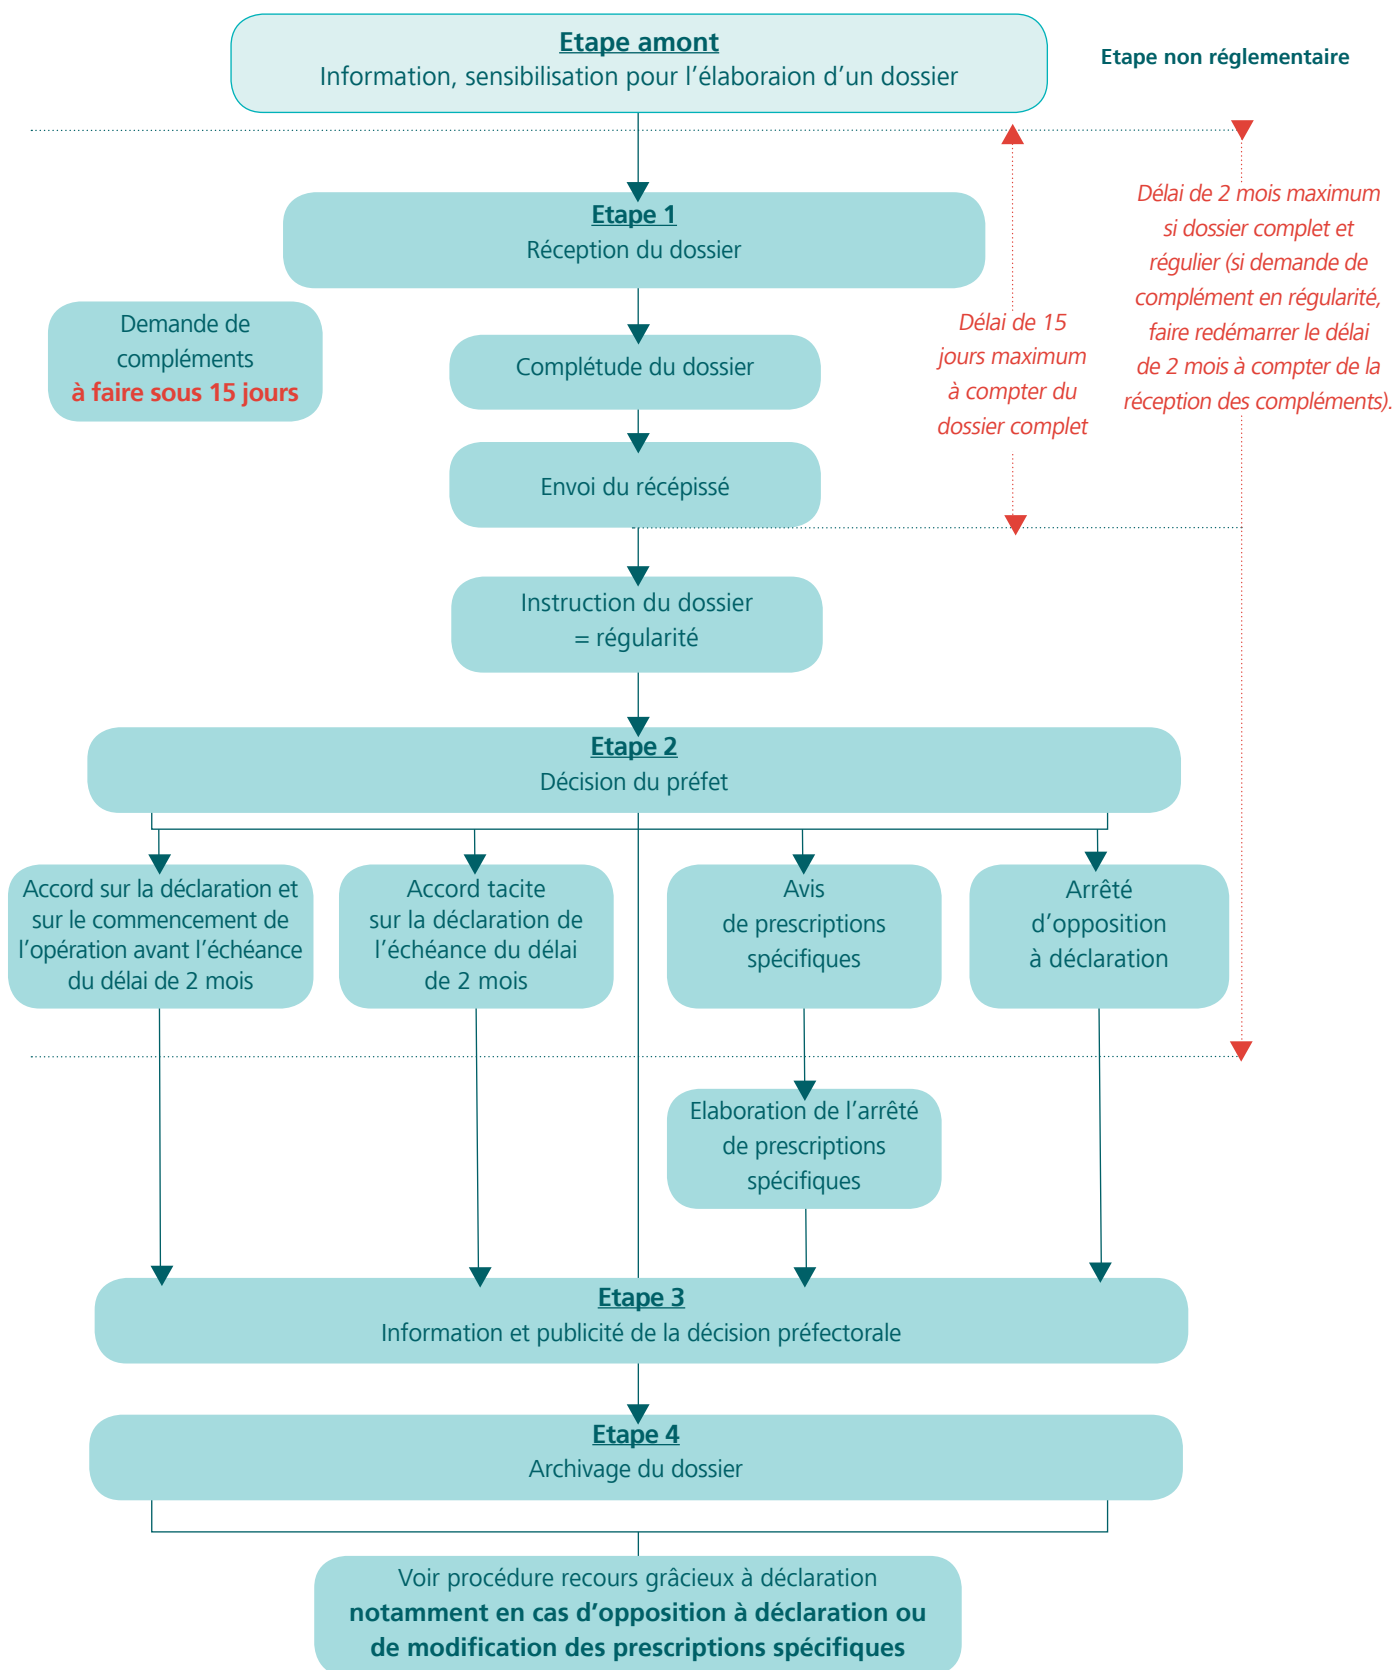 Etape amont
Information, sensibilisation pour l'élaboraion d'un dossier
Etape non réglementaire
Etape 1
Réception du dossier
Demande de
compléments
à faire sous 15 jours
Complétude du dossier
Envoi du récépissé
Délai de 15
jours maximum
à compter du
dossier complet
Délai de 2 mois maximum
si dossier complet et
régulier (si demande de
complément en régularité,
faire redémarrer le délai
de 2 mois à compter de la
réception des compléments).
Instruction du dossier
= régularité
Etape 2
Décision du préfet
Accord sur la déclaration et
sur le commencement de
l'opération avant l'échéance
du délai de 2 mois
Accord tacite
sur la déclaration de
l'échéance du délai
de 2 mois
Avis
de prescriptions
spécifiques
Arrêté
d'opposition
à déclaration
Elaboration de l'arrêté
de prescriptions
spécifiques
Etape 3
Information et publicité de la décision préfectorale
Etape 4
Archivage du dossier
Voir procédure recours grâcieux à déclaration
notamment en cas d'opposition à déclaration ou
de modification des prescriptions spécifiques